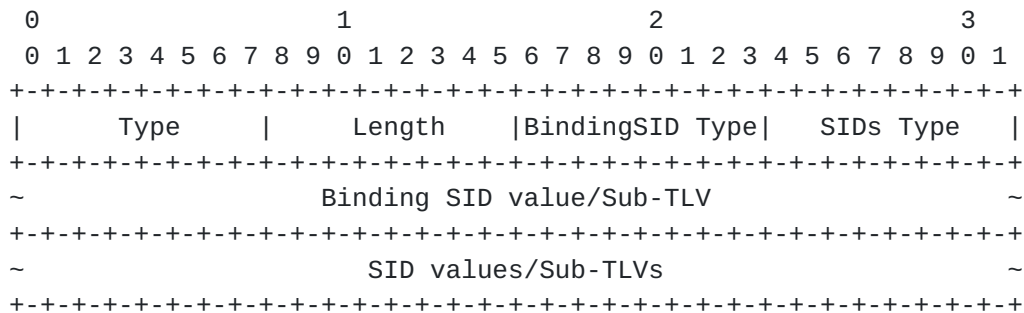 0                   1                   2                   3
 0 1 2 3 4 5 6 7 8 9 0 1 2 3 4 5 6 7 8 9 0 1 2 3 4 5 6 7 8 9 0 1
+-+-+-+-+-+-+-+-+-+-+-+-+-+-+-+-+-+-+-+-+-+-+-+-+-+-+-+-+-+-+-+-+
|      Type     |     Length    |BindingSID Type|   SIDs Type   |
+-+-+-+-+-+-+-+-+-+-+-+-+-+-+-+-+-+-+-+-+-+-+-+-+-+-+-+-+-+-+-+-+
~                   Binding SID value/Sub-TLV                   ~
+-+-+-+-+-+-+-+-+-+-+-+-+-+-+-+-+-+-+-+-+-+-+-+-+-+-+-+-+-+-+-+-+
~                      SID values/Sub-TLVs                      ~
+-+-+-+-+-+-+-+-+-+-+-+-+-+-+-+-+-+-+-+-+-+-+-+-+-+-+-+-+-+-+-+-+